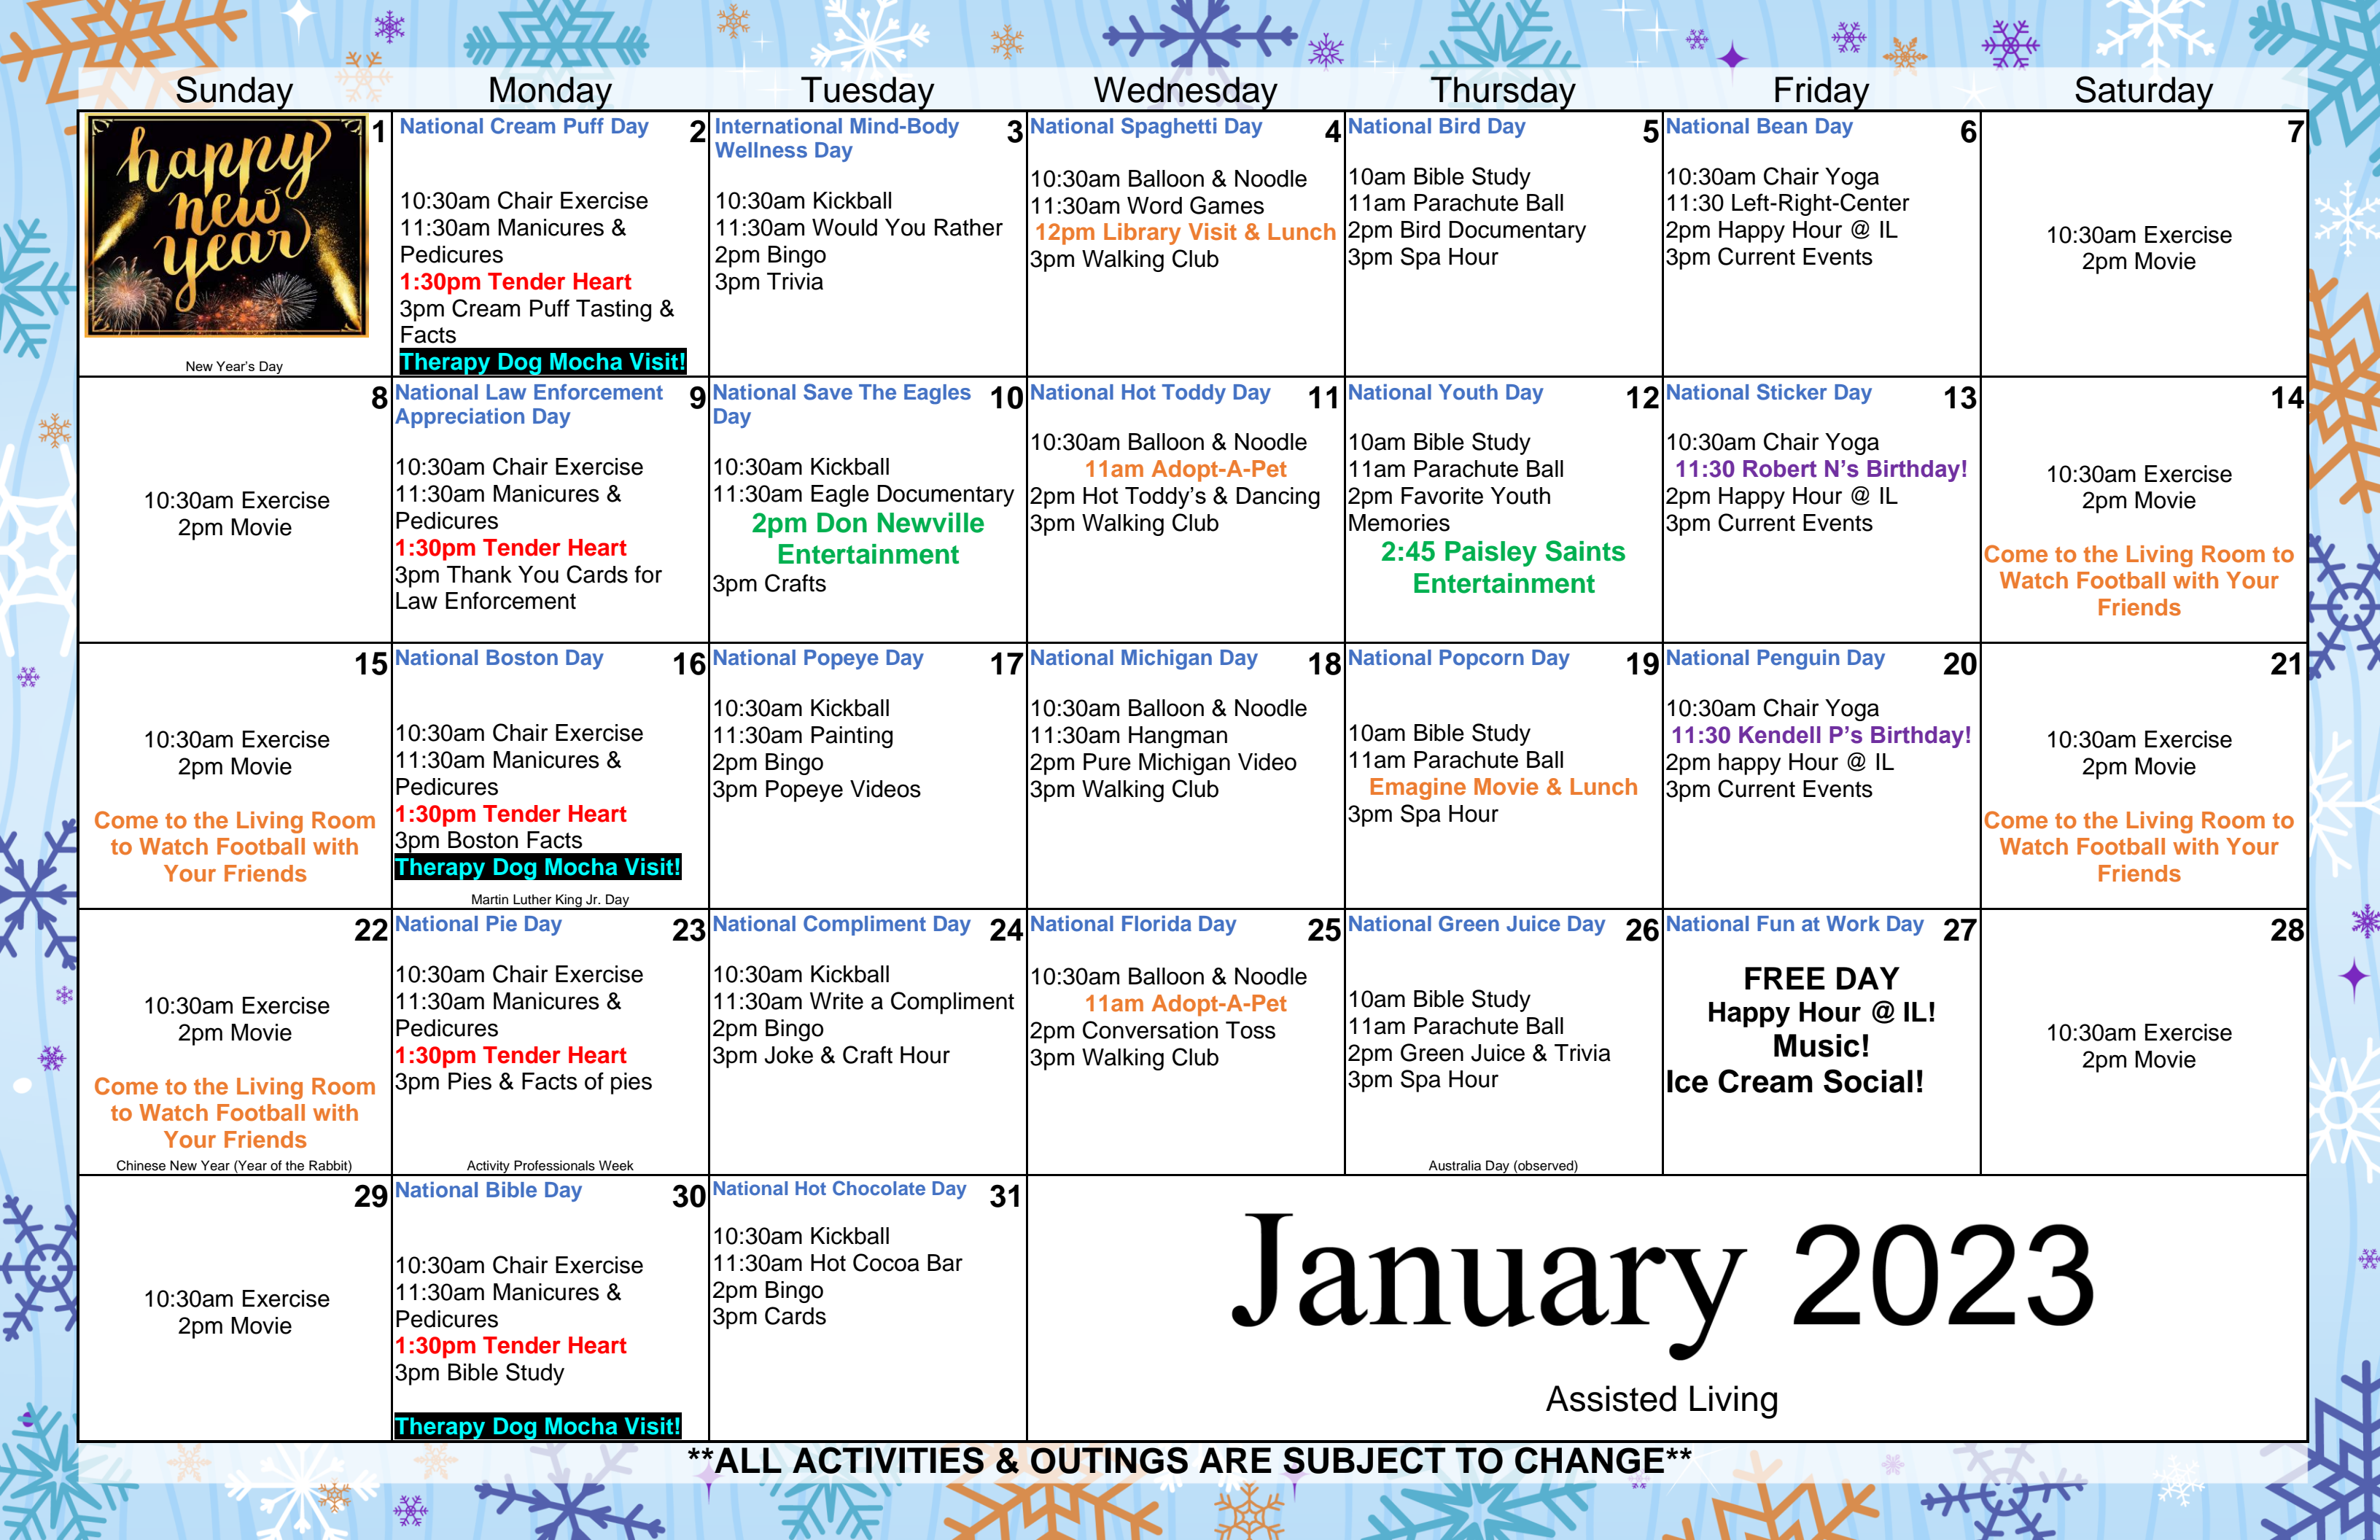 Sunday Monday Tuesday Wednesday Thursday Friday Saturday
1
happy
new
year
New Year's Day
National Cream Puff Day 2
10:30am Chair Exercise
11:30am Manicures &
Pedicures
1:30pm Tender Heart
3pm Cream Puff Tasting &
Facts
Therapy Dog Mocha Visit!
International Mind-Body 3
Wellness Day
10:30am Kickball
11:30am Would You Rather
2pm Bingo
3pm Trivia
National Spaghetti Day 4
10:30am Balloon & Noodle
11:30am Word Games
12pm Library Visit & Lunch
3pm Walking Club
National Bird Day 5
10am Bible Study
11am Parachute Ball
2pm Bird Documentary
3pm Spa Hour
National Bean Day 6
10:30am Chair Yoga
11:30 Left-Right-Center
2pm Happy Hour @ IL
3pm Current Events
7
10:30am Exercise
2pm Movie
8
10:30am Exercise
2pm Movie
National Law Enforcement 9
Appreciation Day
10:30am Chair Exercise
11:30am Manicures &
Pedicures
1:30pm Tender Heart
3pm Thank You Cards for
Law Enforcement
National Save The Eagles 10
Day
10:30am Kickball
11:30am Eagle Documentary
2pm Don Newville
Entertainment
3pm Crafts
National Hot Toddy Day 11
10:30am Balloon & Noodle
11am Adopt-A-Pet
2pm Hot Toddy's & Dancing
3pm Walking Club
National Youth Day 12
10am Bible Study
11am Parachute Ball
2pm Favorite Youth
Memories
2:45 Paisley Saints
Entertainment
National Sticker Day 13
10:30am Chair Yoga
11:30 Robert N's Birthday!
2pm Happy Hour @ IL
3pm Current Events
14
10:30am Exercise
2pm Movie
Come to the Living Room to
Watch Football with Your
Friends
15
10:30am Exercise
2pm Movie
Come to the Living Room
to Watch Football with
Your Friends
National Boston Day 16
10:30am Chair Exercise
11:30am Manicures &
Pedicures
1:30pm Tender Heart
3pm Boston Facts
Therapy Dog Mocha Visit!
Martin Luther King Jr. Day
National Popeye Day 17
10:30am Kickball
11:30am Painting
2pm Bingo
3pm Popeye Videos
National Michigan Day 18
10:30am Balloon & Noodle
11:30am Hangman
2pm Pure Michigan Video
3pm Walking Club
National Popcorn Day 19
10am Bible Study
11am Parachute Ball
Emagine Movie & Lunch
3pm Spa Hour
National Penguin Day 20
10:30am Chair Yoga
11:30 Kendell P's Birthday!
2pm happy Hour @ IL
3pm Current Events
21
10:30am Exercise
2pm Movie
Come to the Living Room to
Watch Football with Your
Friends
22
10:30am Exercise
2pm Movie
Come to the Living Room
to Watch Football with
Your Friends
Chinese New Year (Year of the Rabbit)
National Pie Day 23
10:30am Chair Exercise
11:30am Manicures &
Pedicures
1:30pm Tender Heart
3pm Pies & Facts of pies
Activity Professionals Week
National Compliment Day 24
10:30am Kickball
11:30am Write a Compliment
2pm Bingo
3pm Joke & Craft Hour
National Florida Day 25
10:30am Balloon & Noodle
11am Adopt-A-Pet
2pm Conversation Toss
3pm Walking Club
National Green Juice Day 26
10am Bible Study
11am Parachute Ball
2pm Green Juice & Trivia
3pm Spa Hour
Australia Day (observed)
National Fun at Work Day 27
FREE DAY
Happy Hour @ IL!
Music!
Ice Cream Social!
28
10:30am Exercise
2pm Movie
29
10:30am Exercise
2pm Movie
National Bible Day 30
10:30am Chair Exercise
11:30am Manicures &
Pedicures
1:30pm Tender Heart
3pm Bible Study
Therapy Dog Mocha Visit!
National Hot Chocolate Day 31
10:30am Kickball
11:30am Hot Cocoa Bar
2pm Bingo
3pm Cards
January 2023
Assisted Living
**ALL ACTIVITIES & OUTINGS ARE SUBJECT TO CHANGE**